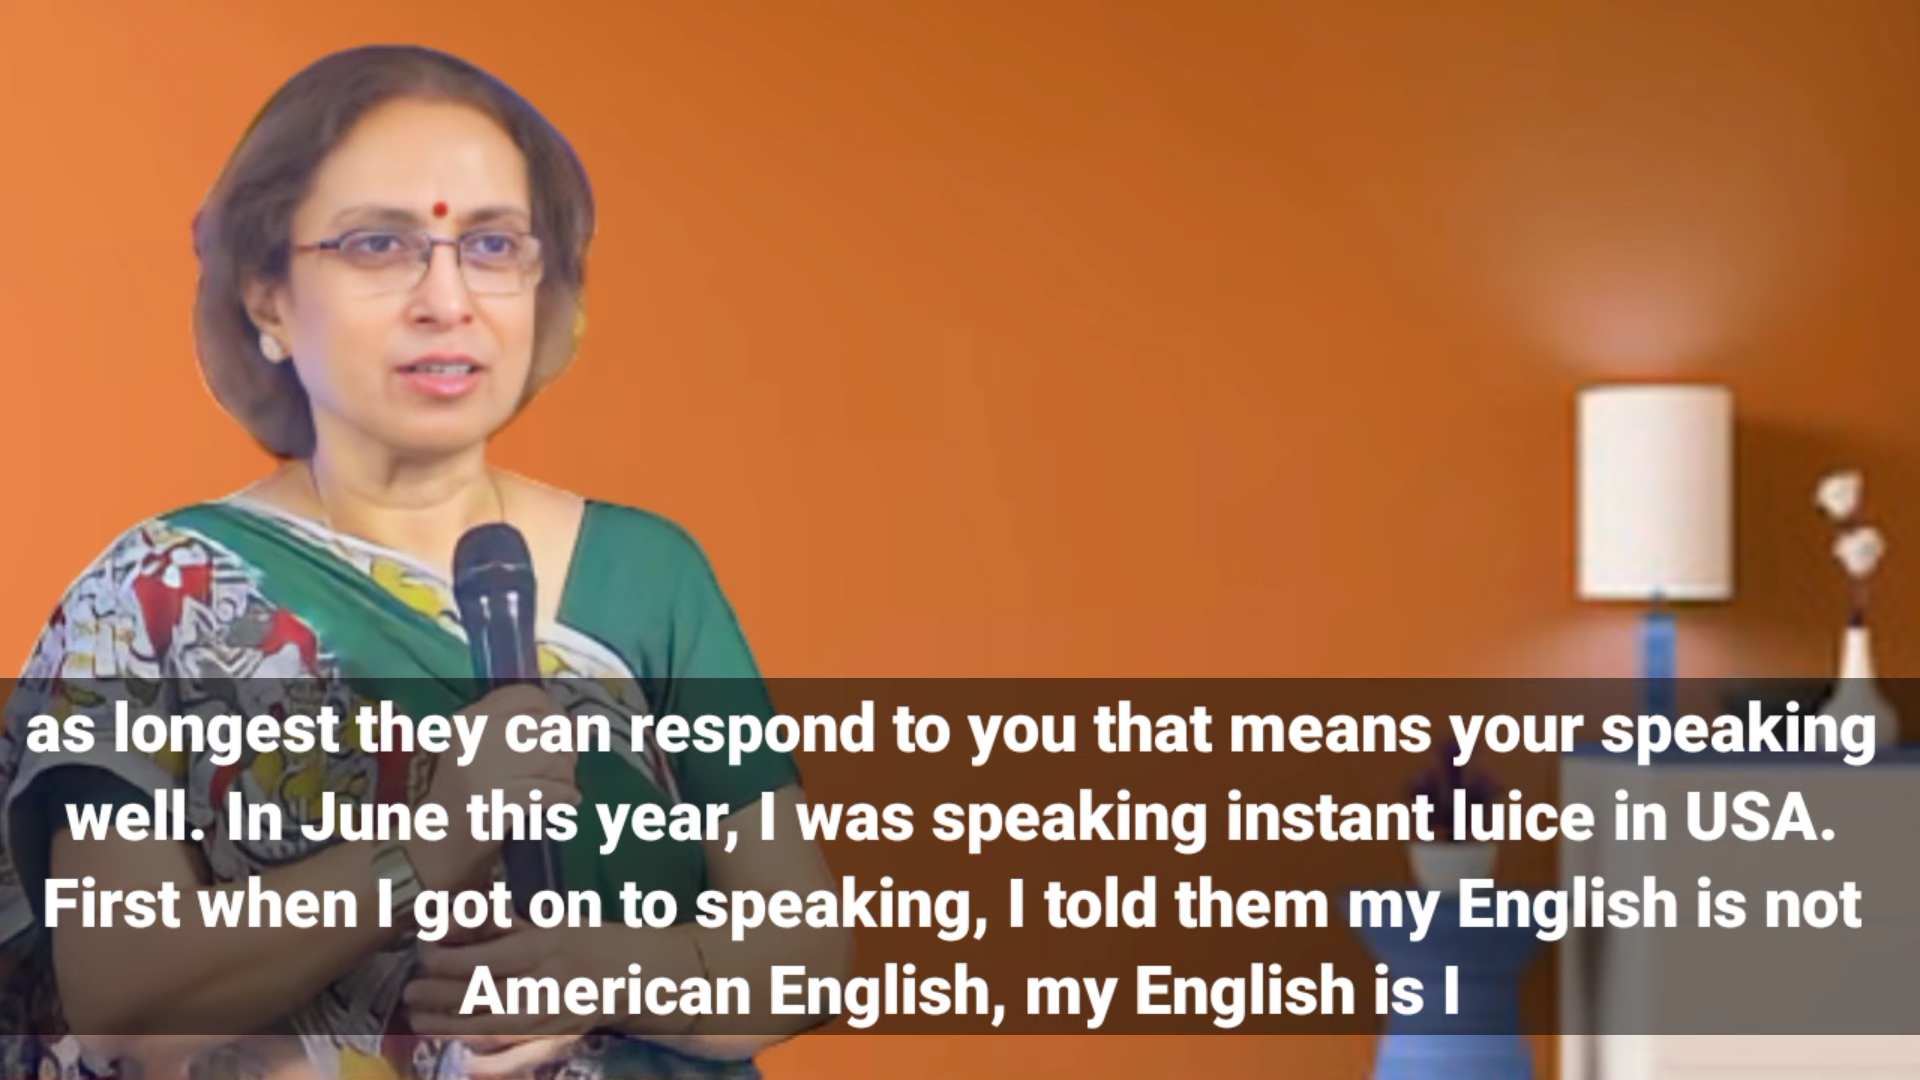 as longest they can respond to you that means your speaking
well. In June this year, I was speaking instant luice in USA.
First when I got on to speaking, I told them my English is not
American English, my English is I